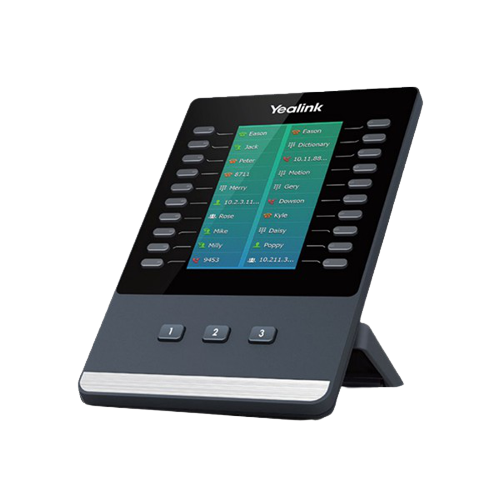 Yealink
Eason Eason
Jack Dictionary
Peter 10.11.88...
8711 Motion
Merry Gery
10.2.3.11... Dowson
Rose Kyle
Mike Daisy
Milly Poppy
9453 10.211.3...
1 2 3